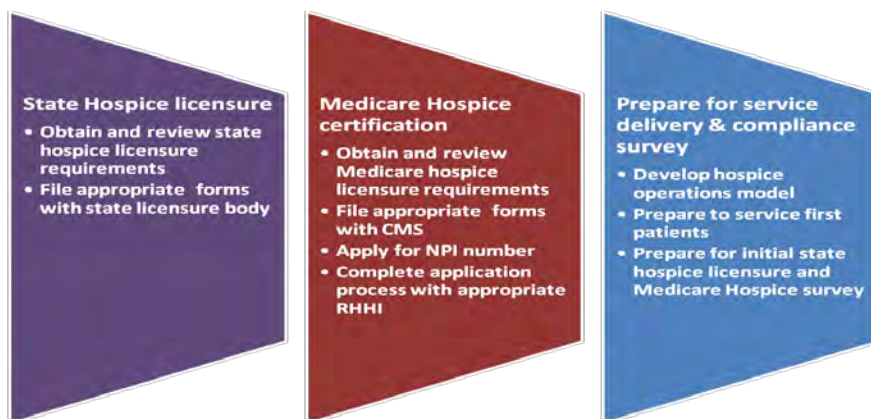 State Hospice licensure
• Obtain and review state
hospice licensure
requirements
• File appropriate forms
with state licensure body
Medicare Hospice
certification
• Obtain and review
Medicare hospice
licensure requirements
• File appropriate forms
with CMS
• Apply for NPI number
• Complete application
process with appropriate
RHHI
Prepare for service
delivery & compliance
survey
• Develop hospice
operations model
• Prepare to service first
patients
• Prepare for initial state
hospice licensure and
Medicare Hospice survey